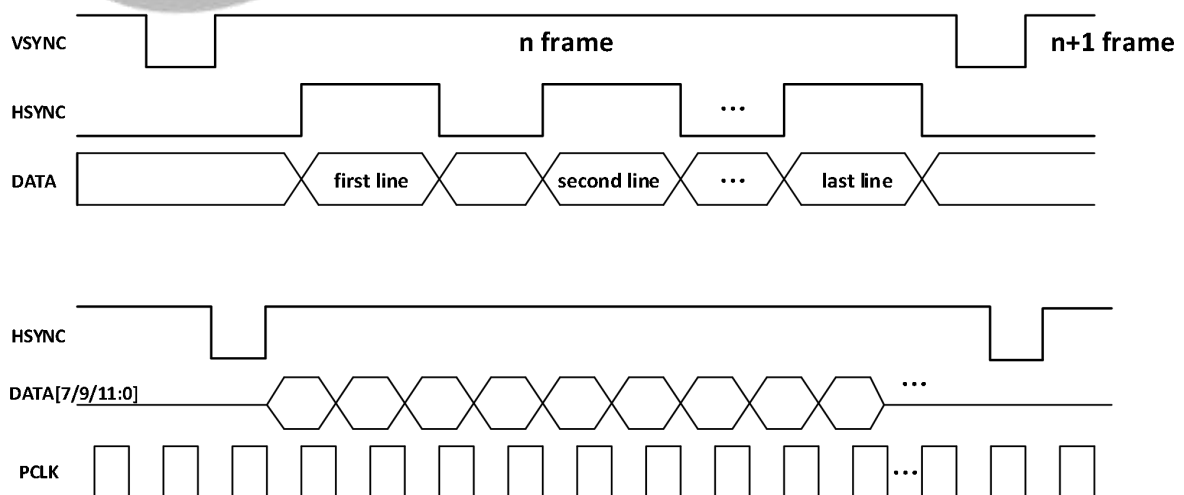 VSYNC n frame n+1 frame
HSYNC ...
DATA first line second line ... last line
HSYNC
DATA[7/9/11:0] ...
PCLK ...